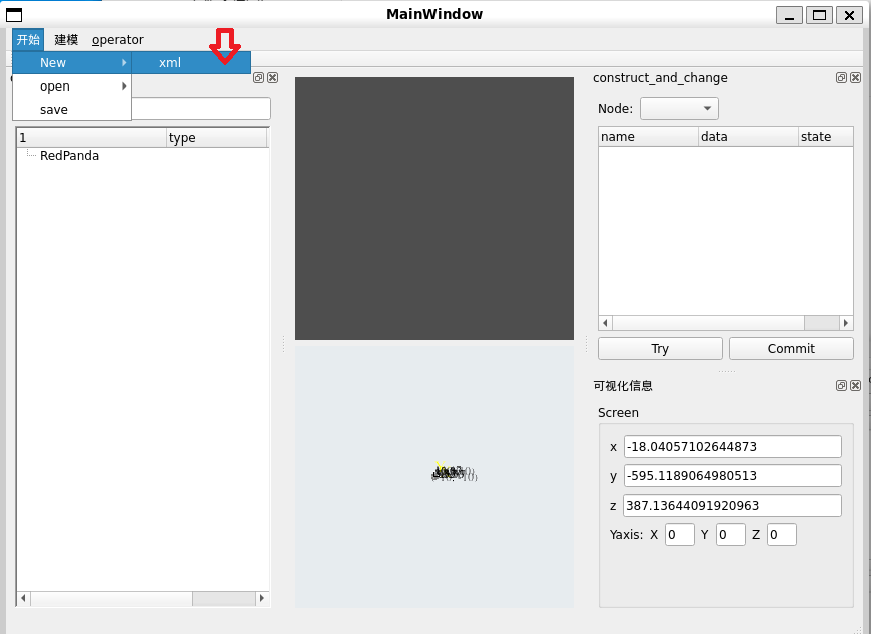 MainWindow
开始 建模 operator
New xml
open
save
1 type
RedPanda
construct_and_change
Node:
name data state
Try Commit
可视化信息
Screen
x -18.04057102644873
y -595.1189064980513
z 387.13644091920963
Yaxis: X 0 Y 0 Z 0